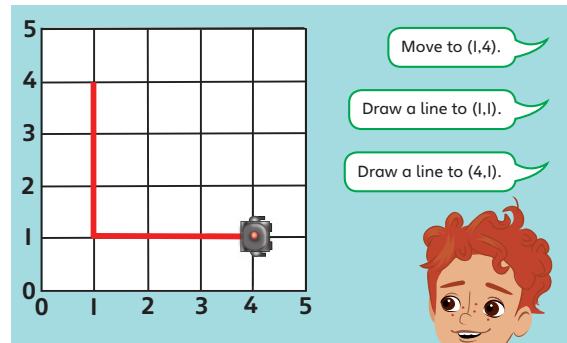 5
4
3
2
1
0
0 1 2 3 4 5
Move to (1,4).
Draw a line to (1,1).
Draw a line to (4,1).